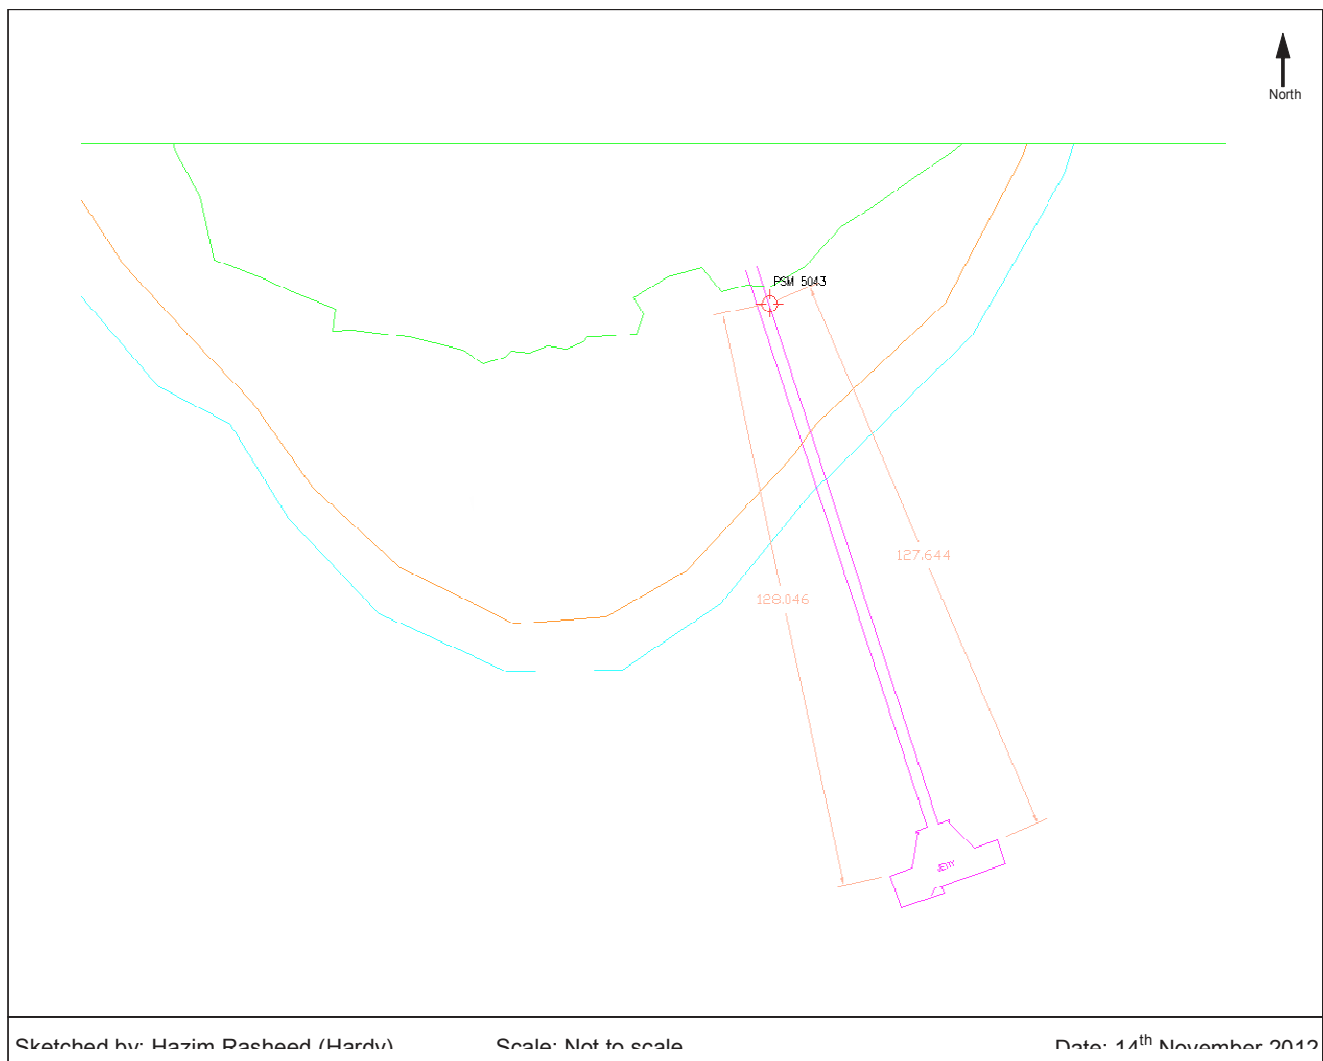 North
PSM 5043
127.644
128.046
JETTY
Sketched by: Hazim Rasheed (Hardy) Scale: Not to scale Date: 14th November 2012